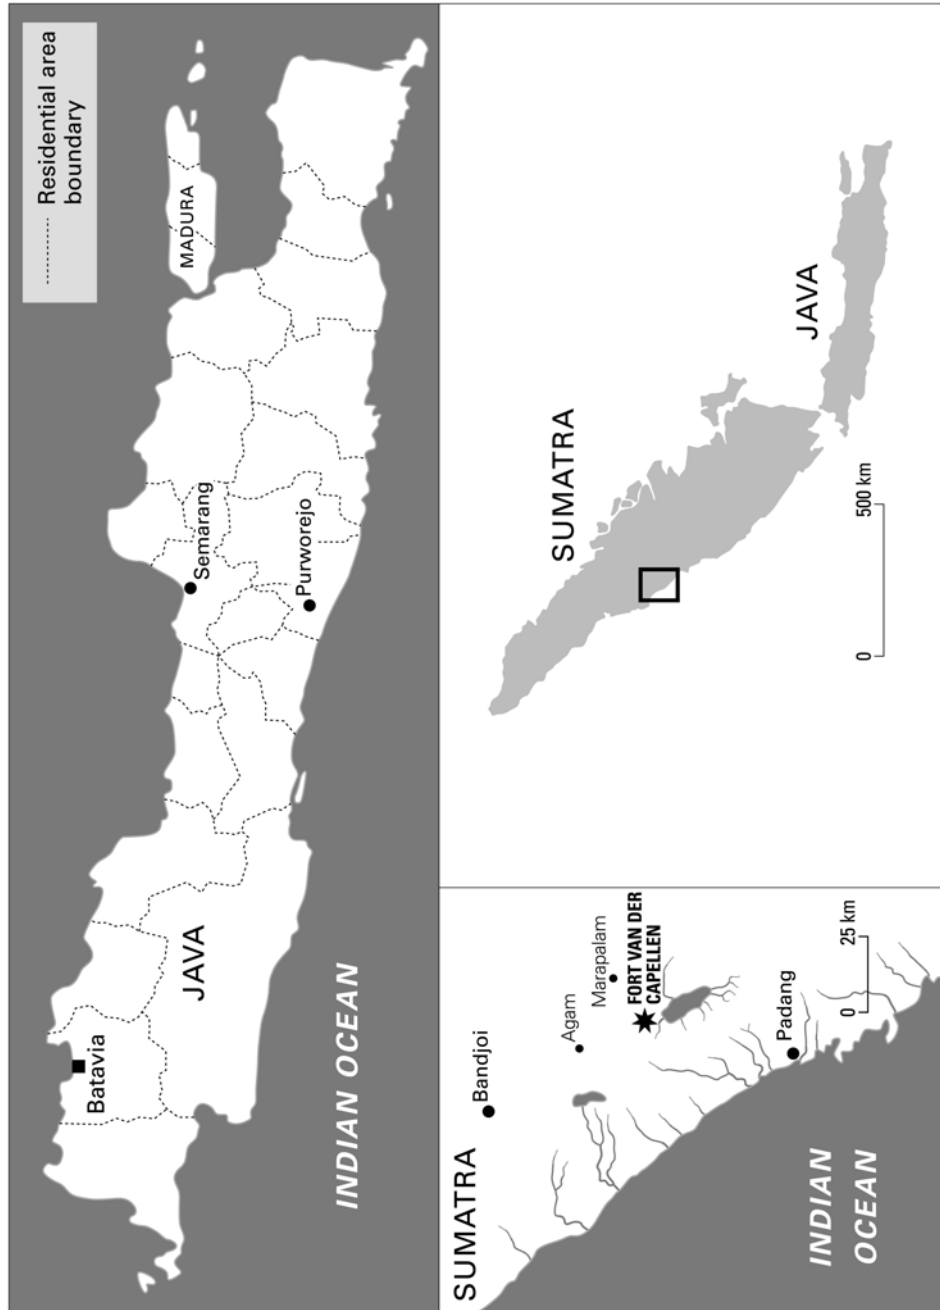 Residential area
boundary
MADURA
Semarang
Purworejo
Batavia
JAVA
INDIAN OCEAN
SUMATRA
Bandjoi
Agam
Marapalam
FORT VAN DER
CAPELLEN
Padang
0
25 km
INDIAN
OCEAN
SUMATRA
JAVA
0
500 km